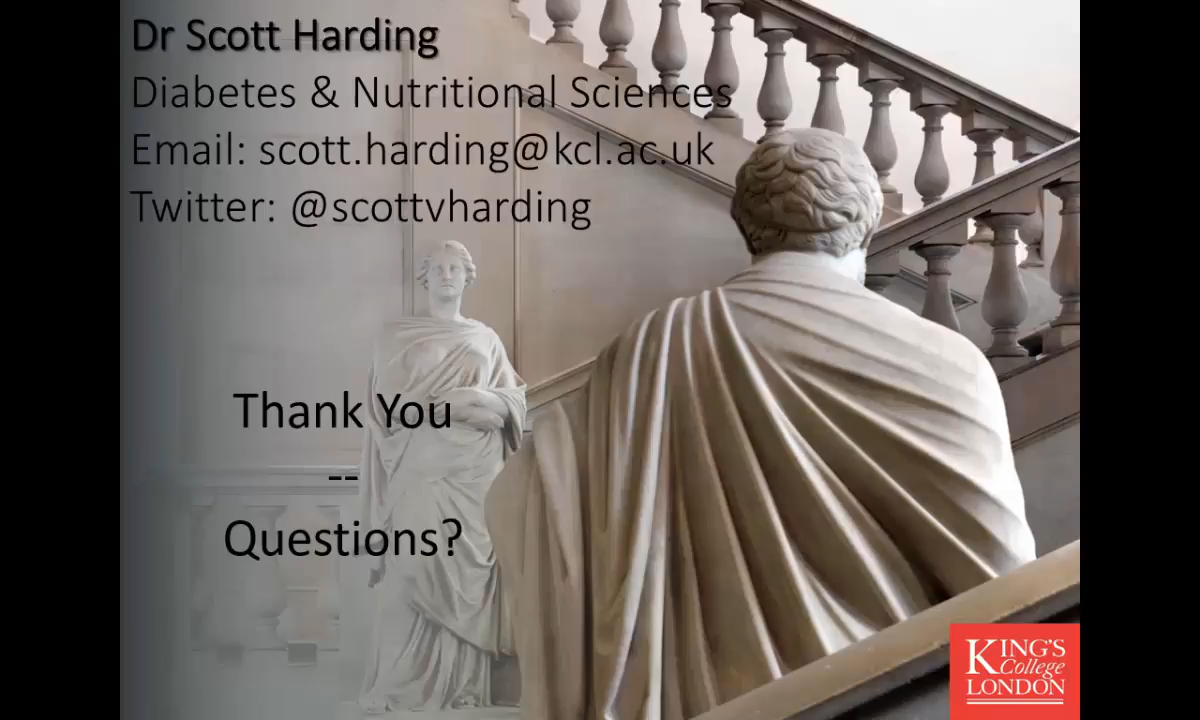 Dr Scott Harding
Diabetes & Nutritional Sciences
Email: scott.harding@kcl.ac.uk
Twitter: @scottvharding
Thank You
--
Questions?
KING'S
College
LONDON